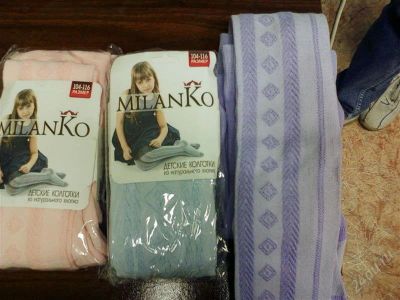 104-116
РАЗМЕР
MILANKO
ДЕТСКИЕ КОЛГОТКИ
из натурального хлопка
104-116
РАЗМЕР
MILANKO
ДЕТСКИЕ КОЛГОТКИ
из натурального хлопка